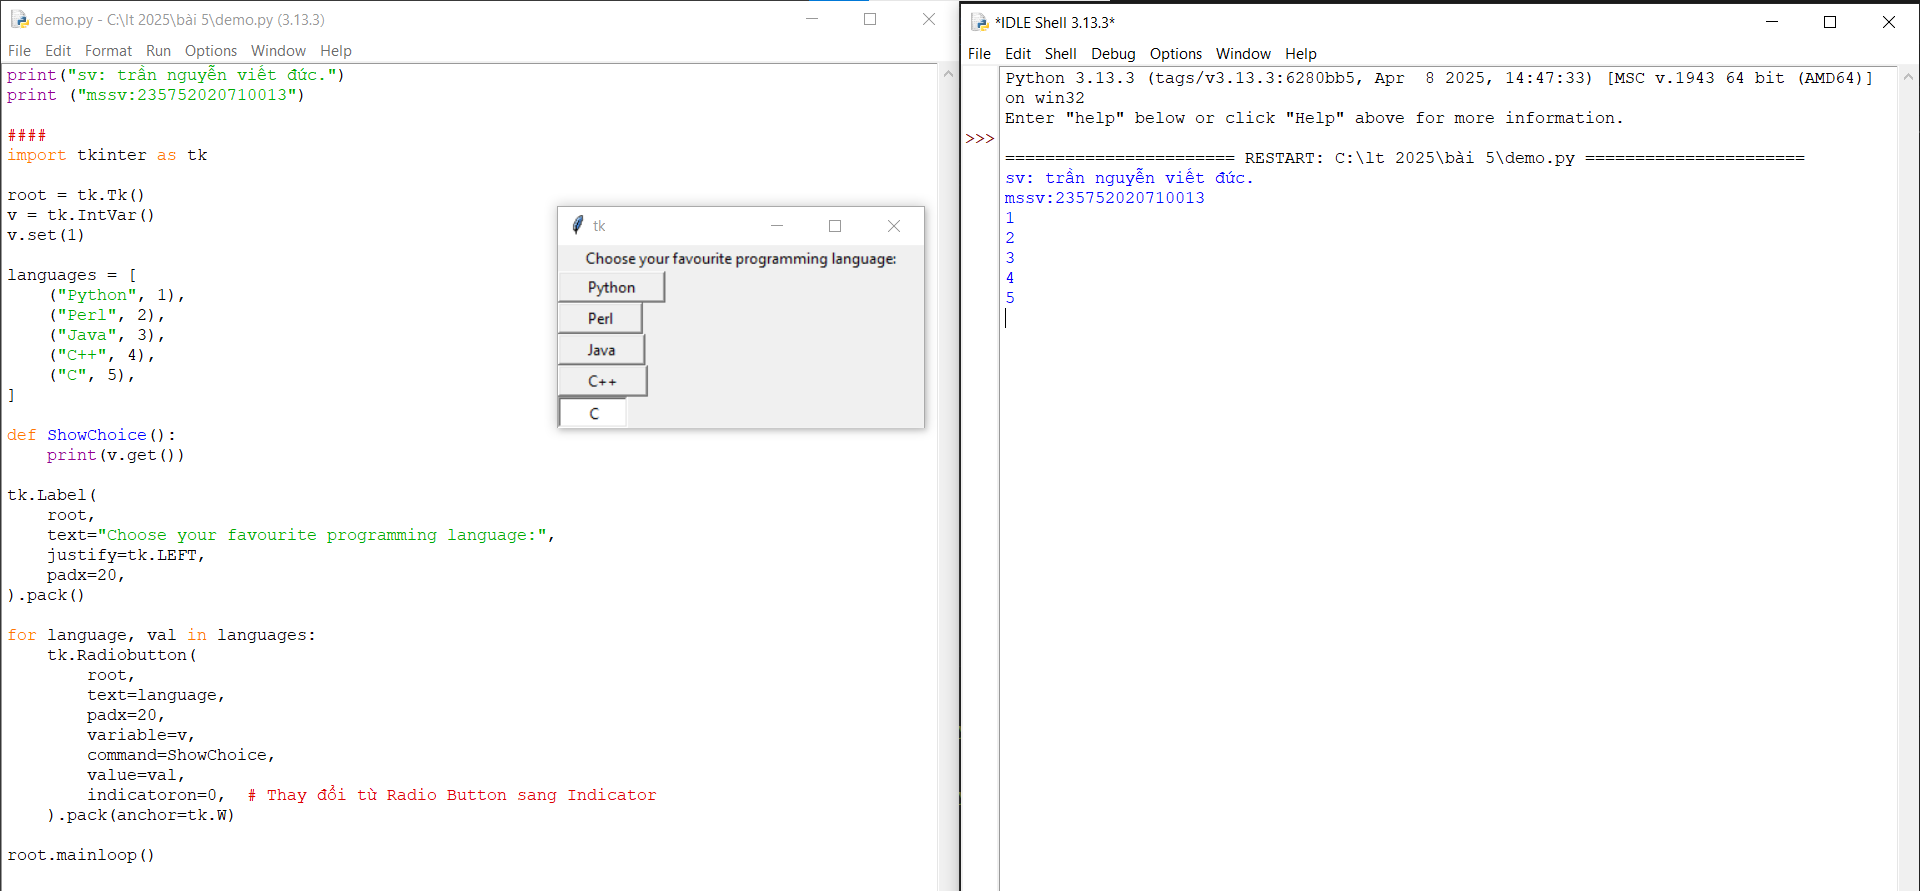 demo.py - C:\lt 2025\bài 5\demo.py (3.13.3)
File Edit Format Run Options Window Help
print("sv: trần nguyễn viết đức.")
print ("mssv:235752020710013")
####
import tkinter as tk
root = tk.Tk()
v = tk.IntVar()
v.set(1)
languages = [
    ("Python", 1),
    ("Perl", 2),
    ("Java", 3),
    ("C++", 4),
    ("C", 5),
]
def ShowChoice():
    print(v.get())
tk.Label(
    root,
    text="Choose your favourite programming language:",
    justify=tk.LEFT,
    padx=20,
).pack()
for language, val in languages:
    tk.Radiobutton(
        root,
        text=language,
        padx=20,
        variable=v,
        command=ShowChoice,
        value=val,
        indicatoron=0,  # Thay đổi từ Radio Button sang Indicator
    ).pack(anchor=tk.W)
root.mainloop()
tk
Choose your favourite programming language:
Python
Perl
Java
C++
C
*IDLE Shell 3.13.3*
File Edit Shell Debug Options Window Help
Python 3.13.3 (tags/v3.13.3:6280bb5, Apr  8 2025, 14:47:33) [MSC v.1943 64 bit (AMD64)]
on win32
Enter "help" below or click "Help" above for more information.
>>>
======================= RESTART: C:\lt 2025\bài 5\demo.py ======================
sv: trần nguyễn viết đức.
mssv:235752020710013
1
2
3
4
5